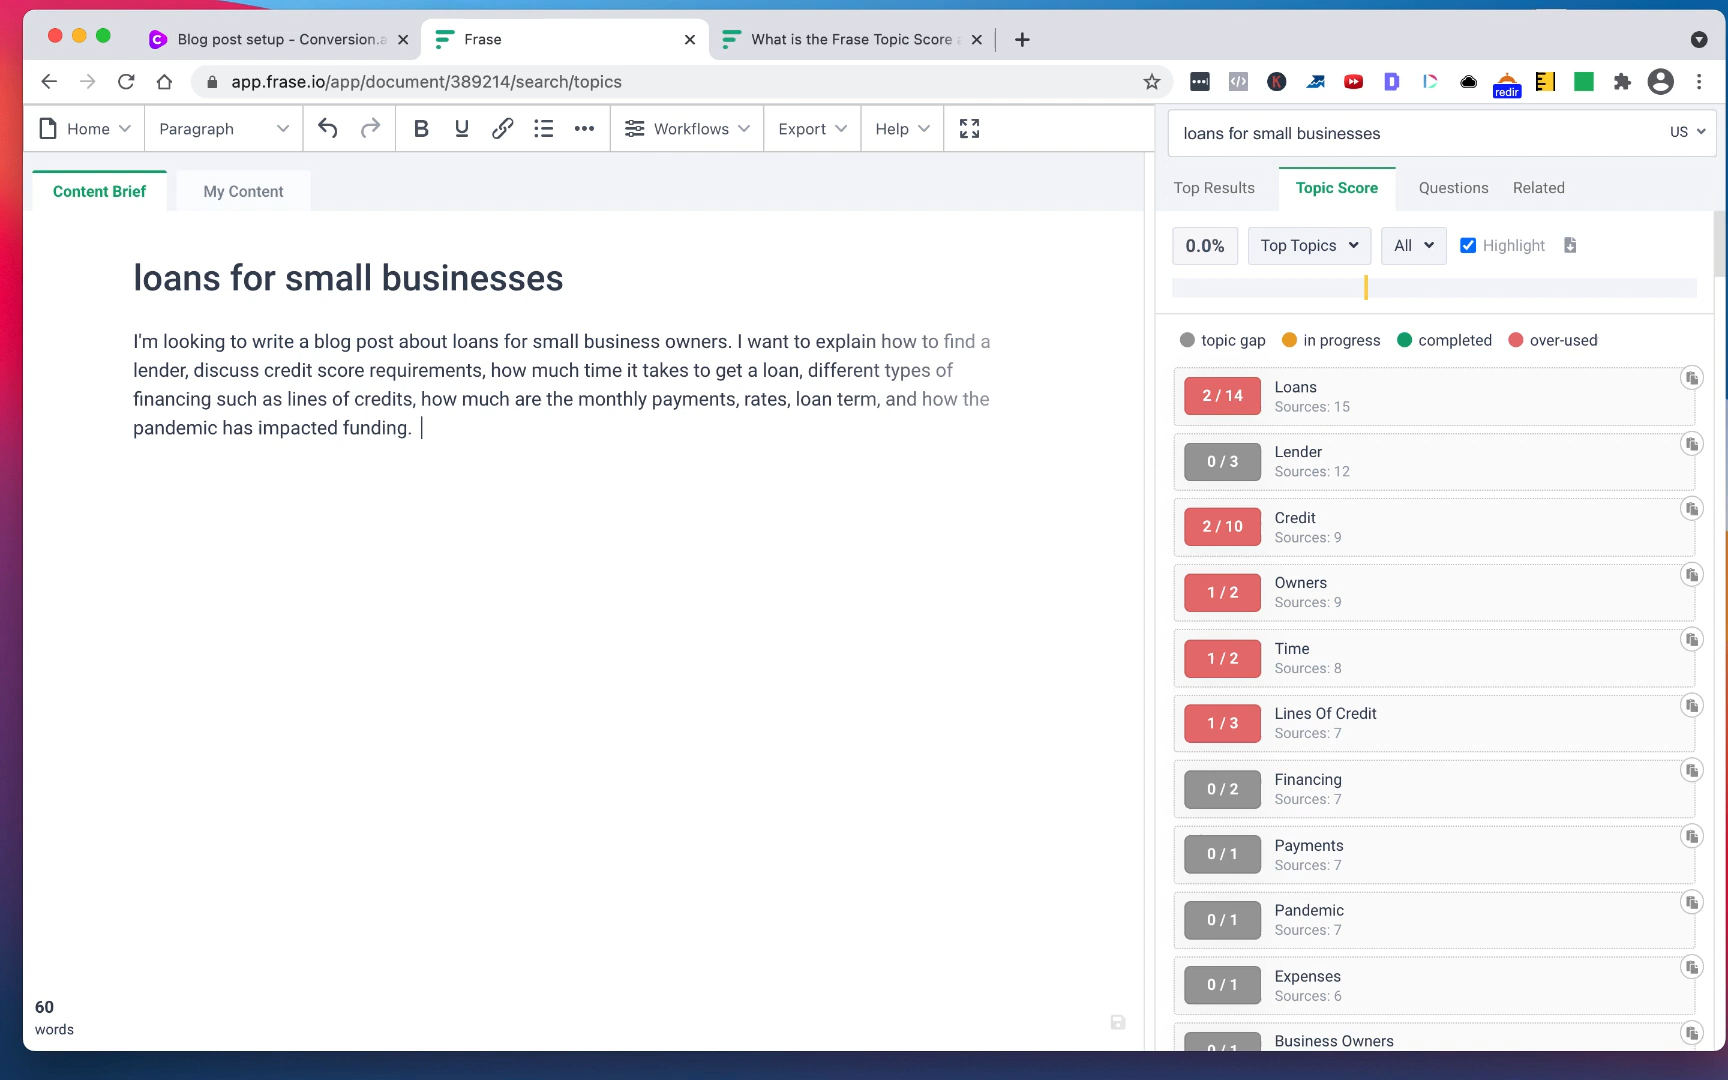 Blog post setup - Conversion.a
Frase
What is the Frase Topic Score
app.frase.io/app/document/389214/search/topics
redir
Home
Paragraph
B
U
Workflows
Export
Help
loans for small businesses
US
Content Brief
My Content
Top Results
Topic Score
Questions
Related
0.0%
Top Topics
All
Highlight
loans for small businesses
I'm looking to write a blog post about loans for small business owners. I want to explain how to find a
lender, discuss credit score requirements, how much time it takes to get a loan, different types of
financing such as lines of credits, how much are the monthly payments, rates, loan term, and how the
pandemic has impacted funding.
topic gap
in progress
completed
over-used
2 / 14
Loans
Sources: 15
0 / 3
Lender
Sources: 12
2 / 10
Credit
Sources: 9
1 / 2
Owners
Sources: 9
1 / 2
Time
Sources: 8
1 / 3
Lines Of Credit
Sources: 7
0 / 2
Financing
Sources: 7
0 / 1
Payments
Sources: 7
0 / 1
Pandemic
Sources: 7
0 / 1
Expenses
Sources: 6
0 / 1
Business Owners
60
words